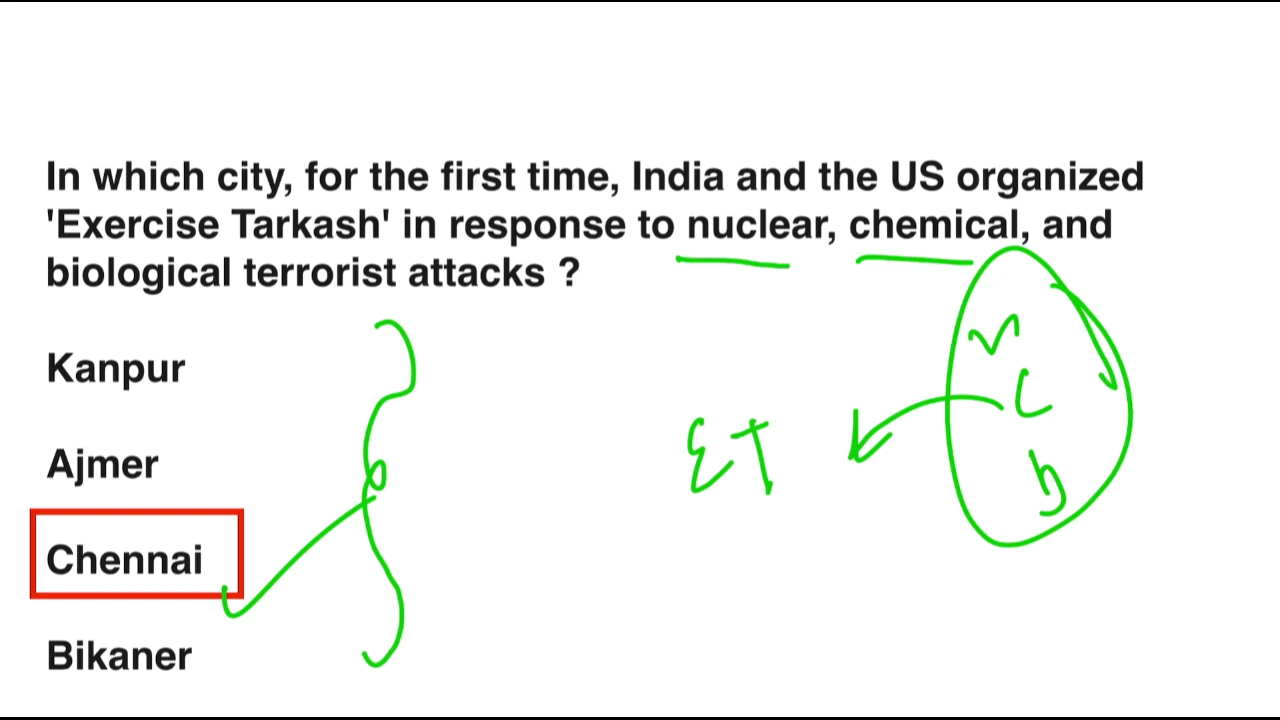 In which city, for the first time, India and the US organized
'Exercise Tarkash' in response to nuclear, chemical, and
biological terrorist attacks ?
Kanpur
n
c
ET
Ajmer
b
Chennai
Bikaner